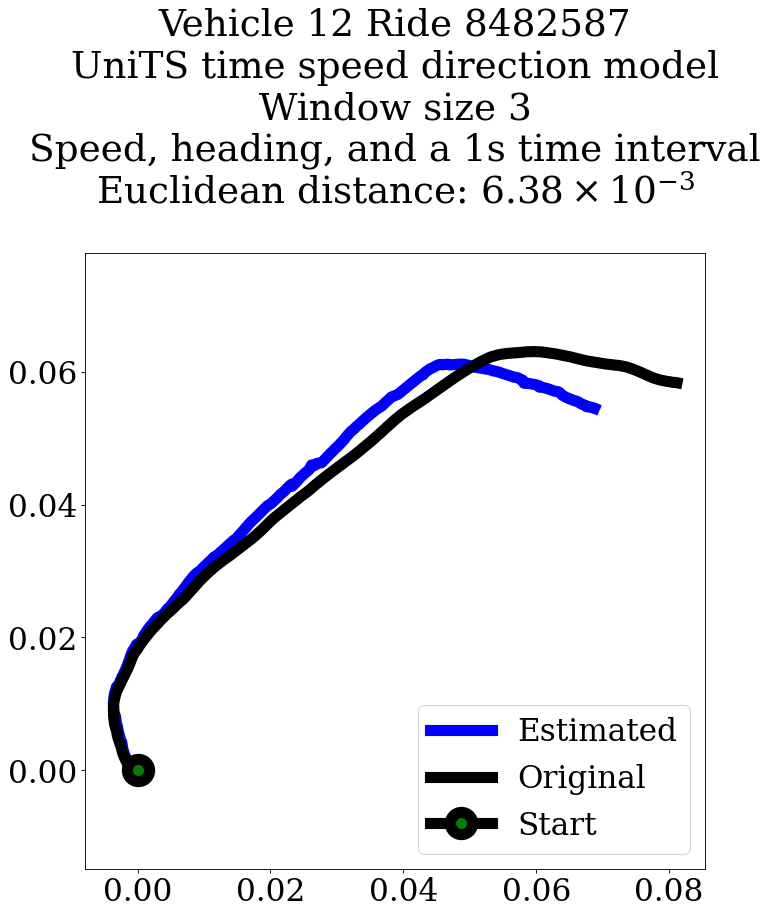 Vehicle 12 Ride 8482587
UniTS time speed direction model
Window size 3
Speed, heading, and a 1s time interval
Euclidean distance: 6.38 × 10⁻³
0.06
0.04
0.02
0.00
Estimated
Original
Start
0.00 0.02 0.04 0.06 0.08